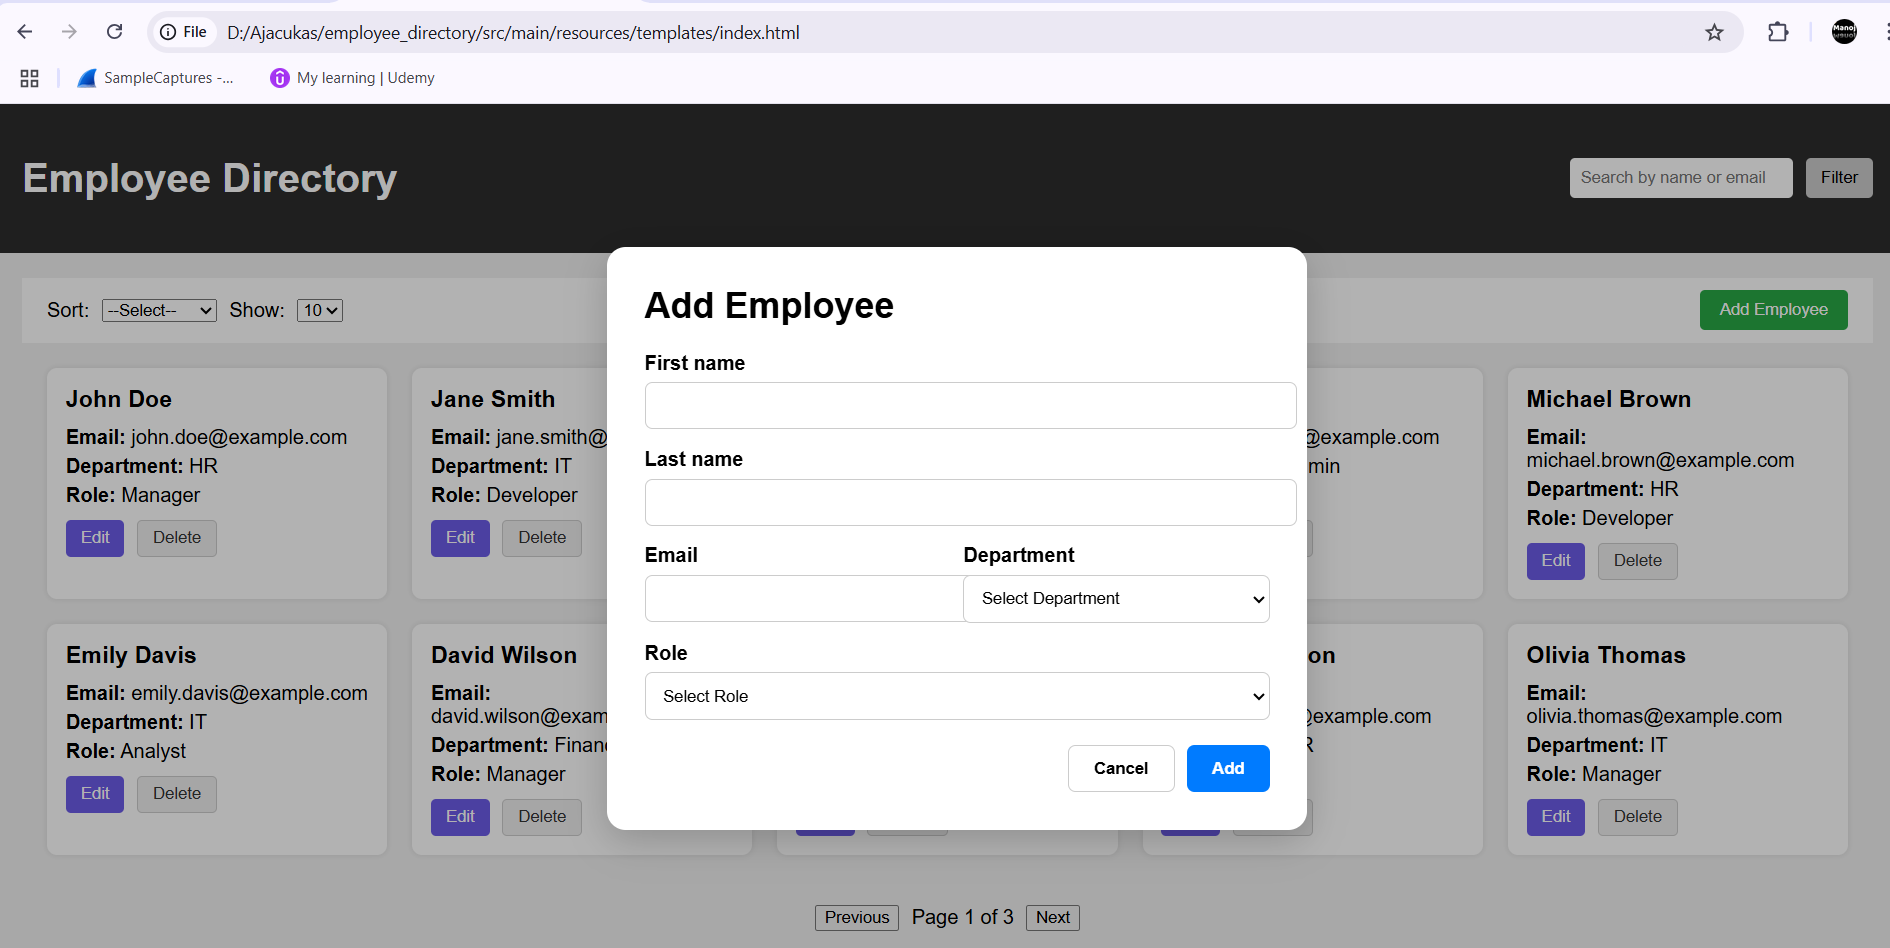 File D:/Ajacukas/employee_directory/src/main/resources/templates/index.html
SampleCaptures -... My learning | Udemy
Employee Directory
Search by name or email
Filter
Sort: --Select-- Show: 10
Add Employee
John Doe
Email: john.doe@example.com
Department: HR
Role: Manager
Edit Delete
Jane Smith
Email: jane.smith@
Department: IT
Role: Developer
Edit Delete
Add Employee
First name
Last name
Email Department
Select Department
Role
Select Role
Cancel Add
@example.com
min
Michael Brown
Email:
michael.brown@example.com
Department: HR
Role: Developer
Edit Delete
Emily Davis
Email: emily.davis@example.com
Department: IT
Role: Analyst
Edit Delete
David Wilson
Email:
david.wilson@exam
Department: Finan
Role: Manager
Edit Delete
on
example.com
Olivia Thomas
Email:
olivia.thomas@example.com
Department: IT
Role: Manager
Edit Delete
Previous Page 1 of 3 Next